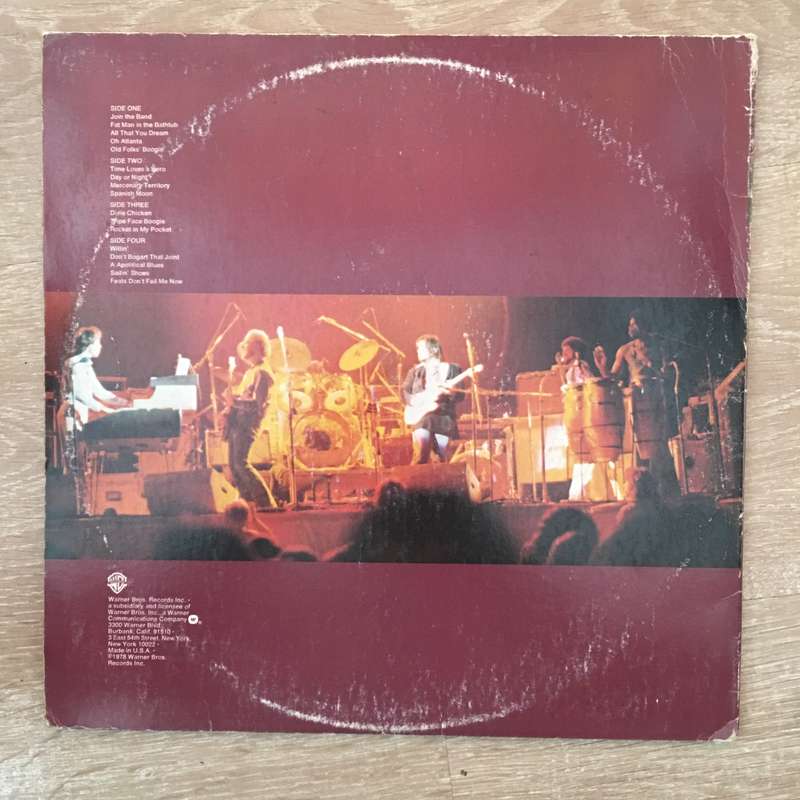 SIDE ONE
Join the Band
Fat Man in the Bathtub
All That You Dream
Oh Atlanta
Old Folks' Boogie
SIDE TWO
Time Loves a Hero
Day or Night
Mercenary Territory
Spanish Moon
SIDE THREE
Dixie Chicken
Tripe Face Boogie
Rocket in My Pocket
SIDE FOUR
Willin'
Don't Bogart That Joint
A Apolitical Blues
Sailin' Shoes
Feats Don't Fail Me Now
Warner Bros. Records Inc. •
a subsidiary and licensee of
Warner Bros. Inc., a Warner
Communications Company
3300 Warner Blvd.,
Burbank, Calif. 91510 •
3 East 54th Street, New York,
New York 10022 •
Made in U.S.A. •
©1978 Warner Bros.
Records Inc.